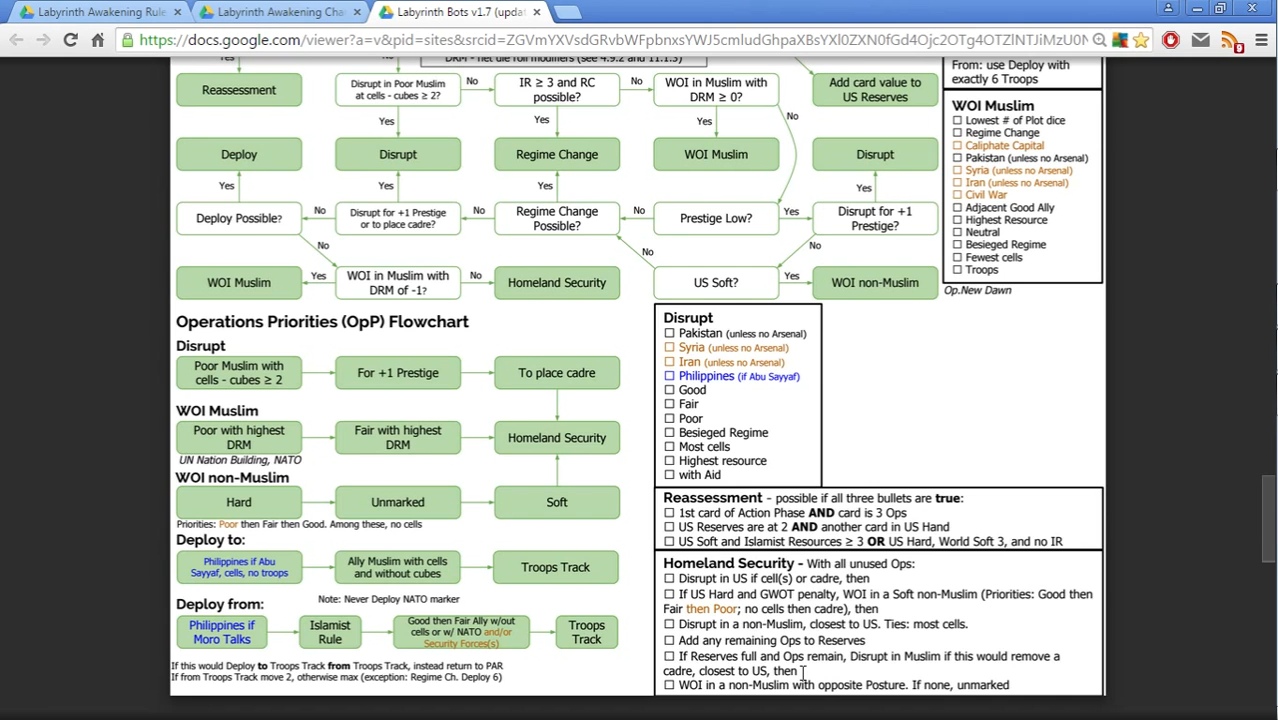 Labyrinth Awakening Rule
Labyrinth Awakening Cha
Labyrinth Bots v1.7 (updat
https://docs.google.com/viewer?a=v&pid=sites&srcid=
9
DRM - net die roll modifiers (see 4.9.2 and 11.1.3)
From: use Deploy with
exactly 6 Troops
Reassessment
Disrupt in Poor Muslim
at cells - cubes ≥ 2?
No
IR ≥ 3 and RC
possible?
No
WOI in Muslim with
DRM ≥ 0?
Add card value to
US Reserves
Yes
Yes
Yes
No
Deploy
Disrupt
Regime Change
WOI Muslim
Disrupt
Yes
Yes
Yes
Yes
Deploy Possible?
No
Disrupt for +1 Prestige
or to place cadre?
No
Regime Change
Possible?
No
Prestige Low?
Yes
Disrupt for +1
Prestige?
No
No
No
WOI Muslim
Yes
WOI in Muslim with
DRM of -1?
No
Homeland Security
US Soft?
Yes
WOI non-Muslim
WOI Muslim
☐ Lowest # of Plot dice
☐ Regime Change
☐ Caliphate Capital
☐ Pakistan (unless no Arsenal)
☐ Syria (unless no Arsenal)
☐ Iran (unless no Arsenal)
☐ Civil War
☐ Adjacent Good Ally
☐ Highest Resource
☐ Neutral
☐ Besieged Regime
☐ Fewest cells
☐ Troops
Op.New Dawn
Operations Priorities (OpP) Flowchart
Disrupt
Poor Muslim with
cells - cubes ≥ 2
For +1 Prestige
To place cadre
WOI Muslim
Poor with highest
DRM
Fair with highest
DRM
Homeland Security
UN Nation Building, NATO
WOI non-Muslim
Hard
Unmarked
Soft
Priorities: Poor then Fair then Good. Among these, no cells
Deploy to:
Philippines if Abu
Sayyaf, cells, no troops
Ally Muslim with cells
and without cubes
Troops Track
Note: Never Deploy NATO marker
Deploy from:
Philippines if
Moro Talks
Islamist
Rule
Good then Fair Ally w/out
cells or w/ NATO and/or
Security Forces(s)
Troops
Track
If this would Deploy to Troops Track from Troops Track, instead return to PAR
If from Troops Track move 2, otherwise max (exception: Regime Ch. Deploy 6)
Disrupt
☐ Pakistan (unless no Arsenal)
☐ Syria (unless no Arsenal)
☐ Iran (unless no Arsenal)
☐ Philippines (if Abu Sayyaf)
☐ Good
☐ Fair
☐ Poor
☐ Besieged Regime
☐ Most cells
☐ Highest resource
☐ with Aid
Reassessment - possible if all three bullets are true:
☐ 1st card of Action Phase AND card is 3 Ops
☐ US Reserves are at 2 AND another card in US Hand
☐ US Soft and Islamist Resources ≥ 3 OR US Hard, World Soft 3, and no IR
Homeland Security - With all unused Ops:
☐ Disrupt in US if cell(s) or cadre, then
☐ If US Hard and GWOT penalty, WOI in a Soft non-Muslim (Priorities: Good then
Fair then Poor; no cells then cadre), then
☐ Disrupt in a non-Muslim, closest to US. Ties: most cells.
☐ Add any remaining Ops to Reserves
☐ If Reserves full and Ops remain, Disrupt in Muslim if this would remove a
cadre, closest to US, then
☐ WOI in a non-Muslim with opposite Posture. If none, unmarked